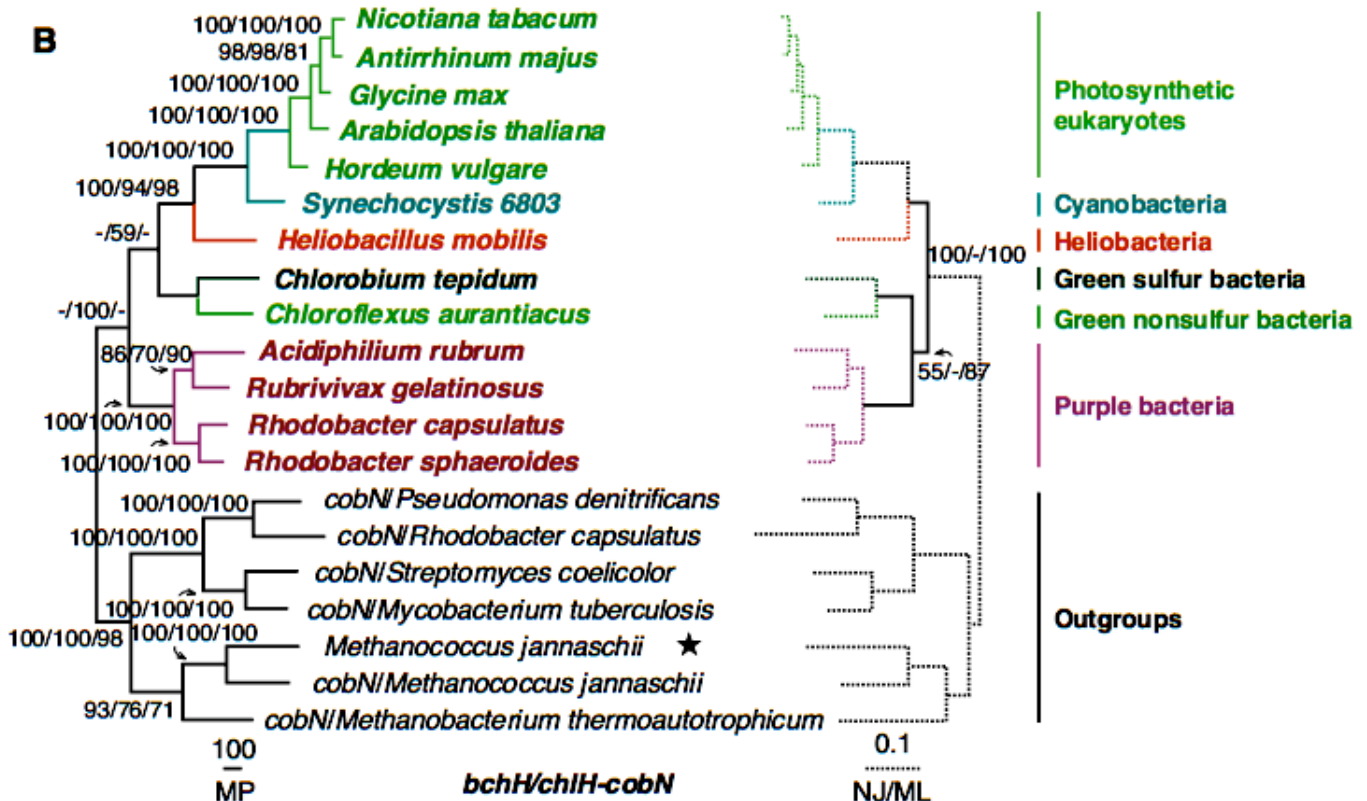 B
100/100/100
Nicotiana tabacum
98/98/81
Antirrhinum majus
100/100/100
Glycine max
100/100/100
Arabidopsis thaliana
100/100/100
Hordeum vulgare
100/94/98
Synechocystis 6803
-/59/-
Heliobacillus mobilis
Chlorobium tepidum
-/100/-
Chloroflexus aurantiacus
86/70/90
Acidiphilium rubrum
Rubrivivax gelatinosus
100/100/100
Rhodobacter capsulatus
100/100/100
Rhodobacter sphaeroides
100/100/100
cobN/Pseudomonas denitrificans
100/100/100
cobN/Rhodobacter capsulatus
cobN/Streptomyces coelicolor
100/100/100
cobN/Mycobacterium tuberculosis
100/100/98
100/100/100
Methanococcus jannaschii ★
cobN/Methanococcus jannaschii
93/76/71
cobN/Methanobacterium thermoautotrophicum
100
MP
bchH/chlH-cobN
100/-/100
55/-/87
0.1
NJ/ML
Photosynthetic
eukaryotes
Cyanobacteria
Heliobacteria
Green sulfur bacteria
Green nonsulfur bacteria
Purple bacteria
Outgroups